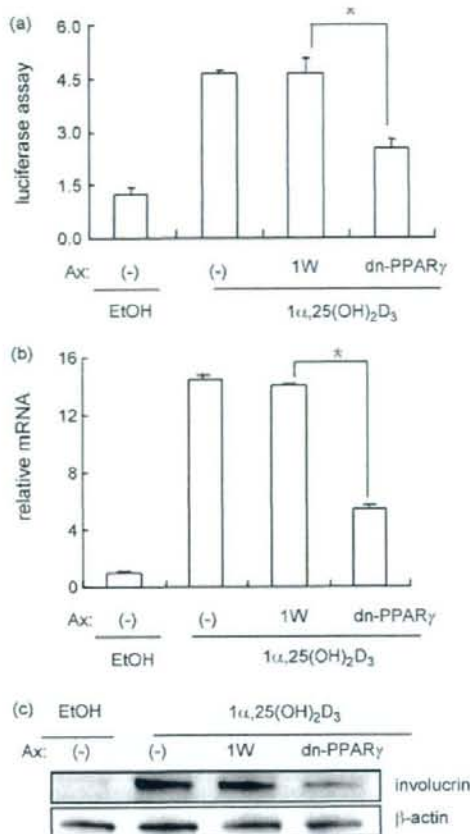 (a)
6.0
4.5
3.0
1.5
0.0
luciferase assay
*
Ax: (-) (-) 1W dn-PPARγ
EtOH 1α,25(OH)₂D₃
(b)
16
12
8
4
0
relative mRNA
*
Ax: (-) (-) 1W dn-PPARγ
EtOH 1α,25(OH)₂D₃
(c) EtOH 1α,25(OH)₂D₃
Ax: (-) (-) 1W dn-PPARγ
involucrin
β-actin